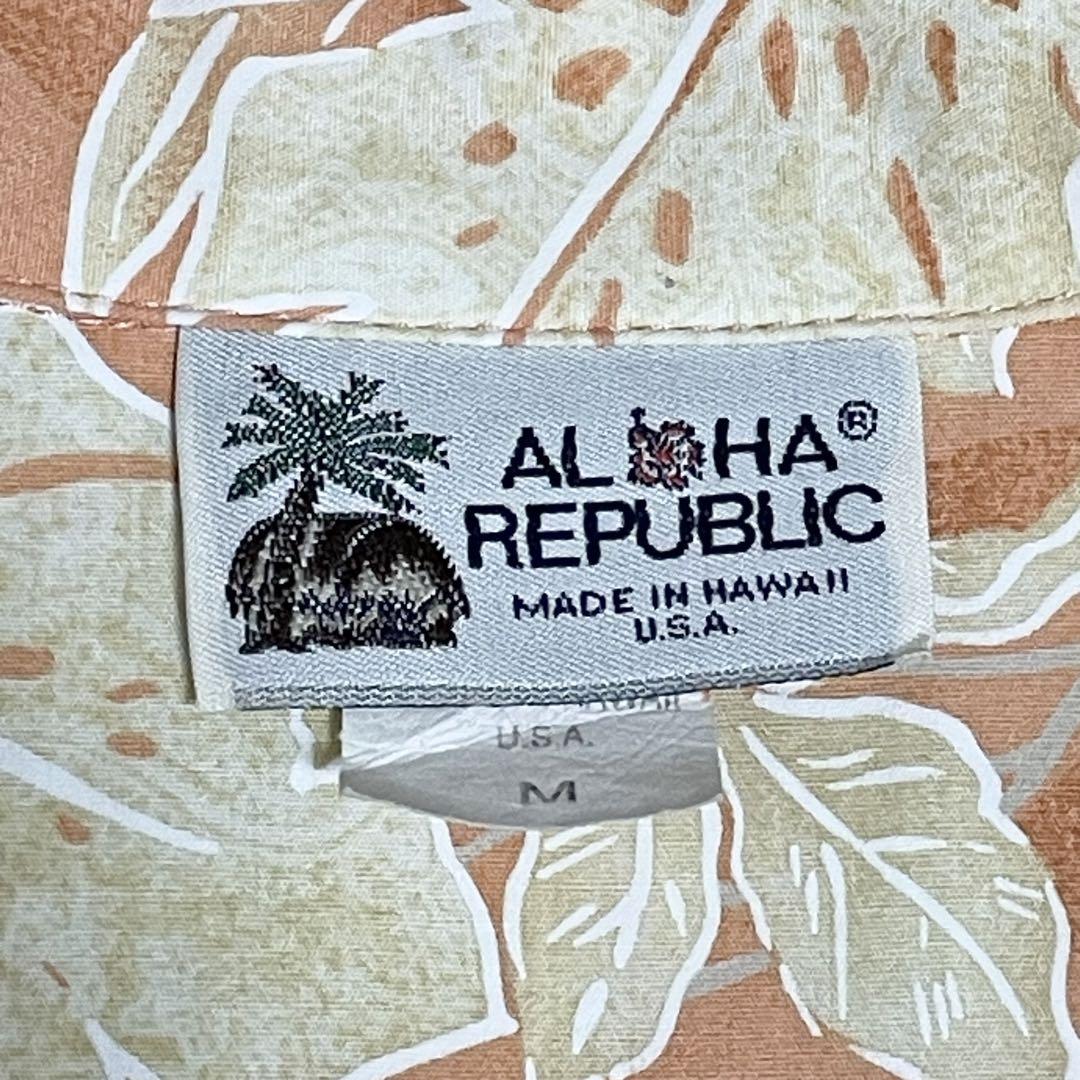 ALOHA®
REPUBLIC
MADE IN HAWAII
U.S.A.
U.S.A.
M